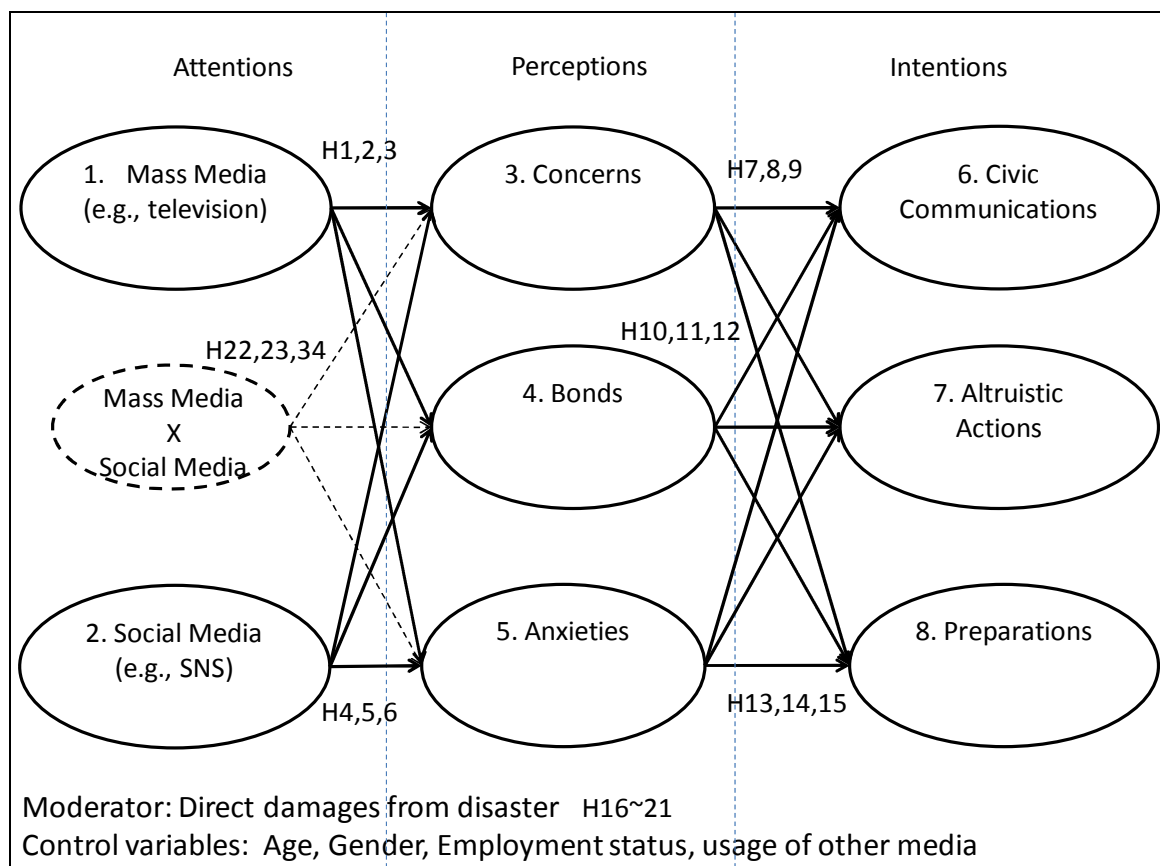 Attentions
Perceptions
Intentions
H1,2,3
H7,8,9
1. Mass Media
(e.g., television)
3. Concerns
6. Civic
Communications
H22,23,34
H10,11,12
Mass Media
X
Social Media
4. Bonds
7. Altruistic
Actions
2. Social Media
(e.g., SNS)
5. Anxieties
8. Preparations
H4,5,6
H13,14,15
Moderator: Direct damages from disaster H16~21
Control variables: Age, Gender, Employment status, usage of other media